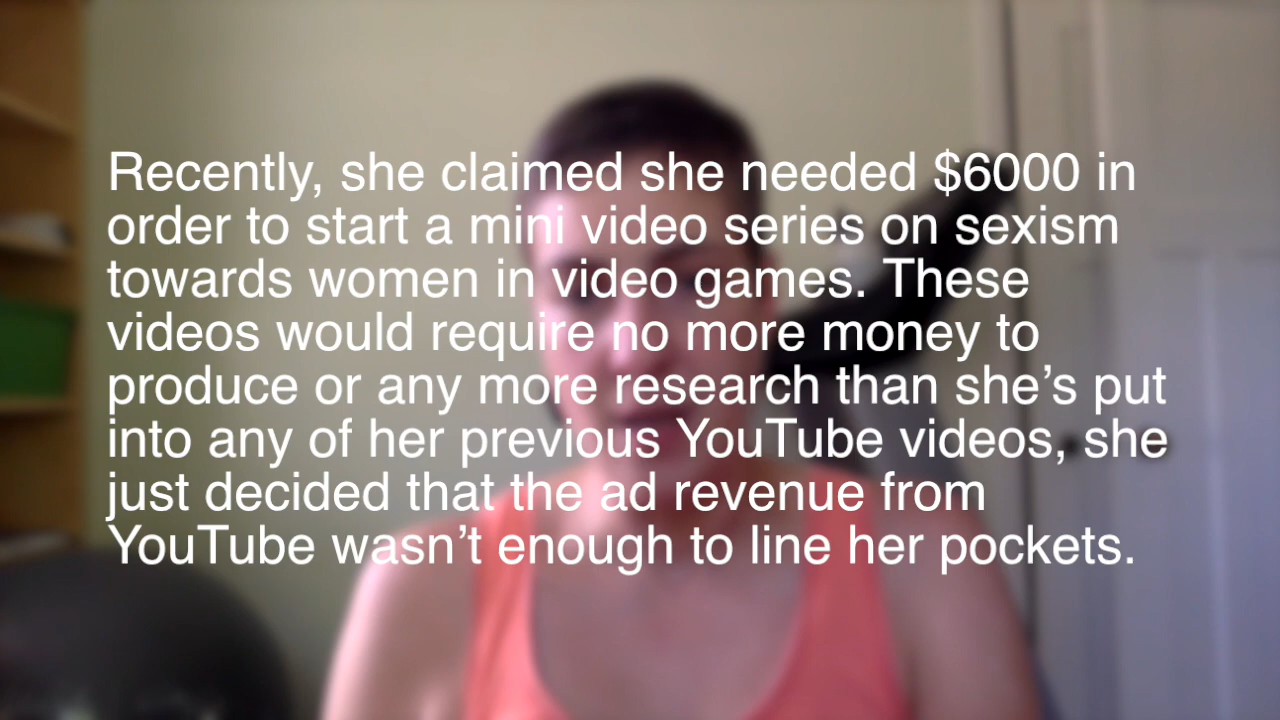 Recently, she claimed she needed $6000 in
order to start a mini video series on sexism
towards women in video games. These
videos would require no more money to
produce or any more research than she’s put
into any of her previous YouTube videos, she
just decided that the ad revenue from
YouTube wasn’t enough to line her pockets.